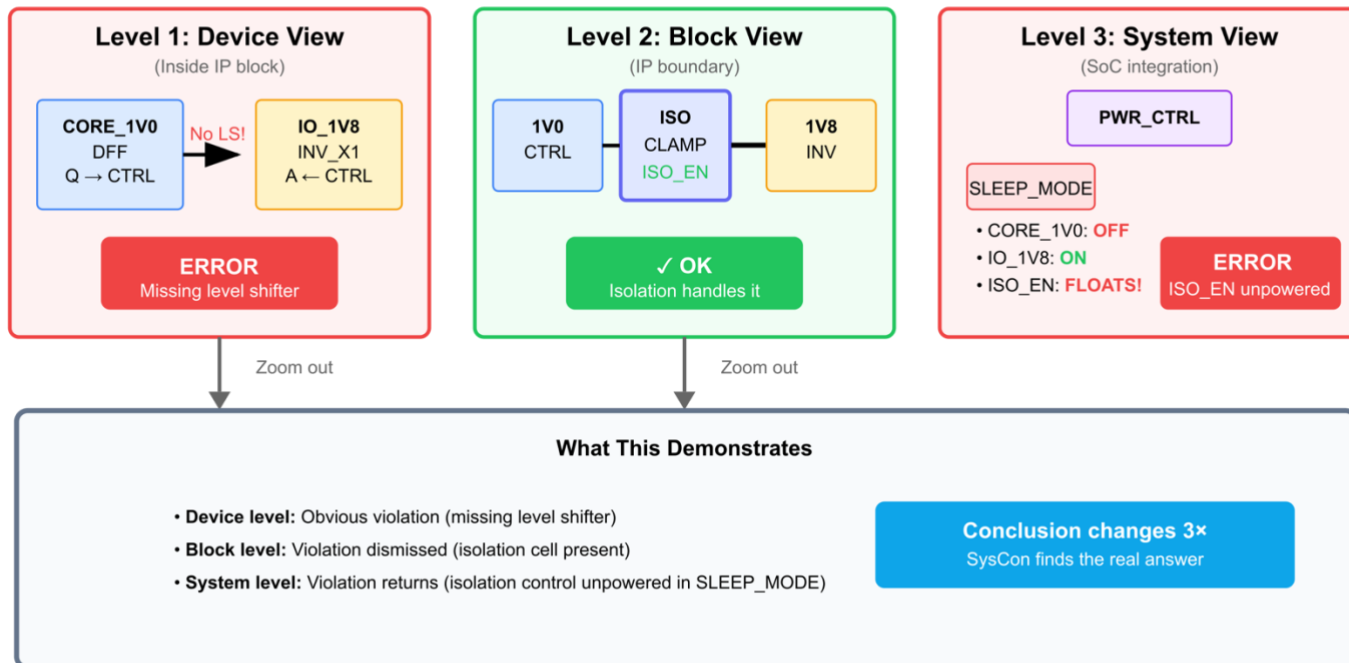 Level 1: Device View
(Inside IP block)
CORE_1V0
DFF
Q → CTRL
No LS!
IO_1V8
INV_X1
A ← CTRL
ERROR
Missing level shifter
Level 2: Block View
(IP boundary)
1V0
CTRL
ISO
CLAMP
ISO_EN
1V8
INV
✓ OK
Isolation handles it
Level 3: System View
(SoC integration)
PWR_CTRL
SLEEP_MODE
• CORE_1V0: OFF
• IO_1V8: ON
• ISO_EN: FLOATS!
ERROR
ISO_EN unpowered
Zoom out
Zoom out
What This Demonstrates
• Device level: Obvious violation (missing level shifter)
• Block level: Violation dismissed (isolation cell present)
• System level: Violation returns (isolation control unpowered in SLEEP_MODE)
Conclusion changes 3×
SysCon finds the real answer